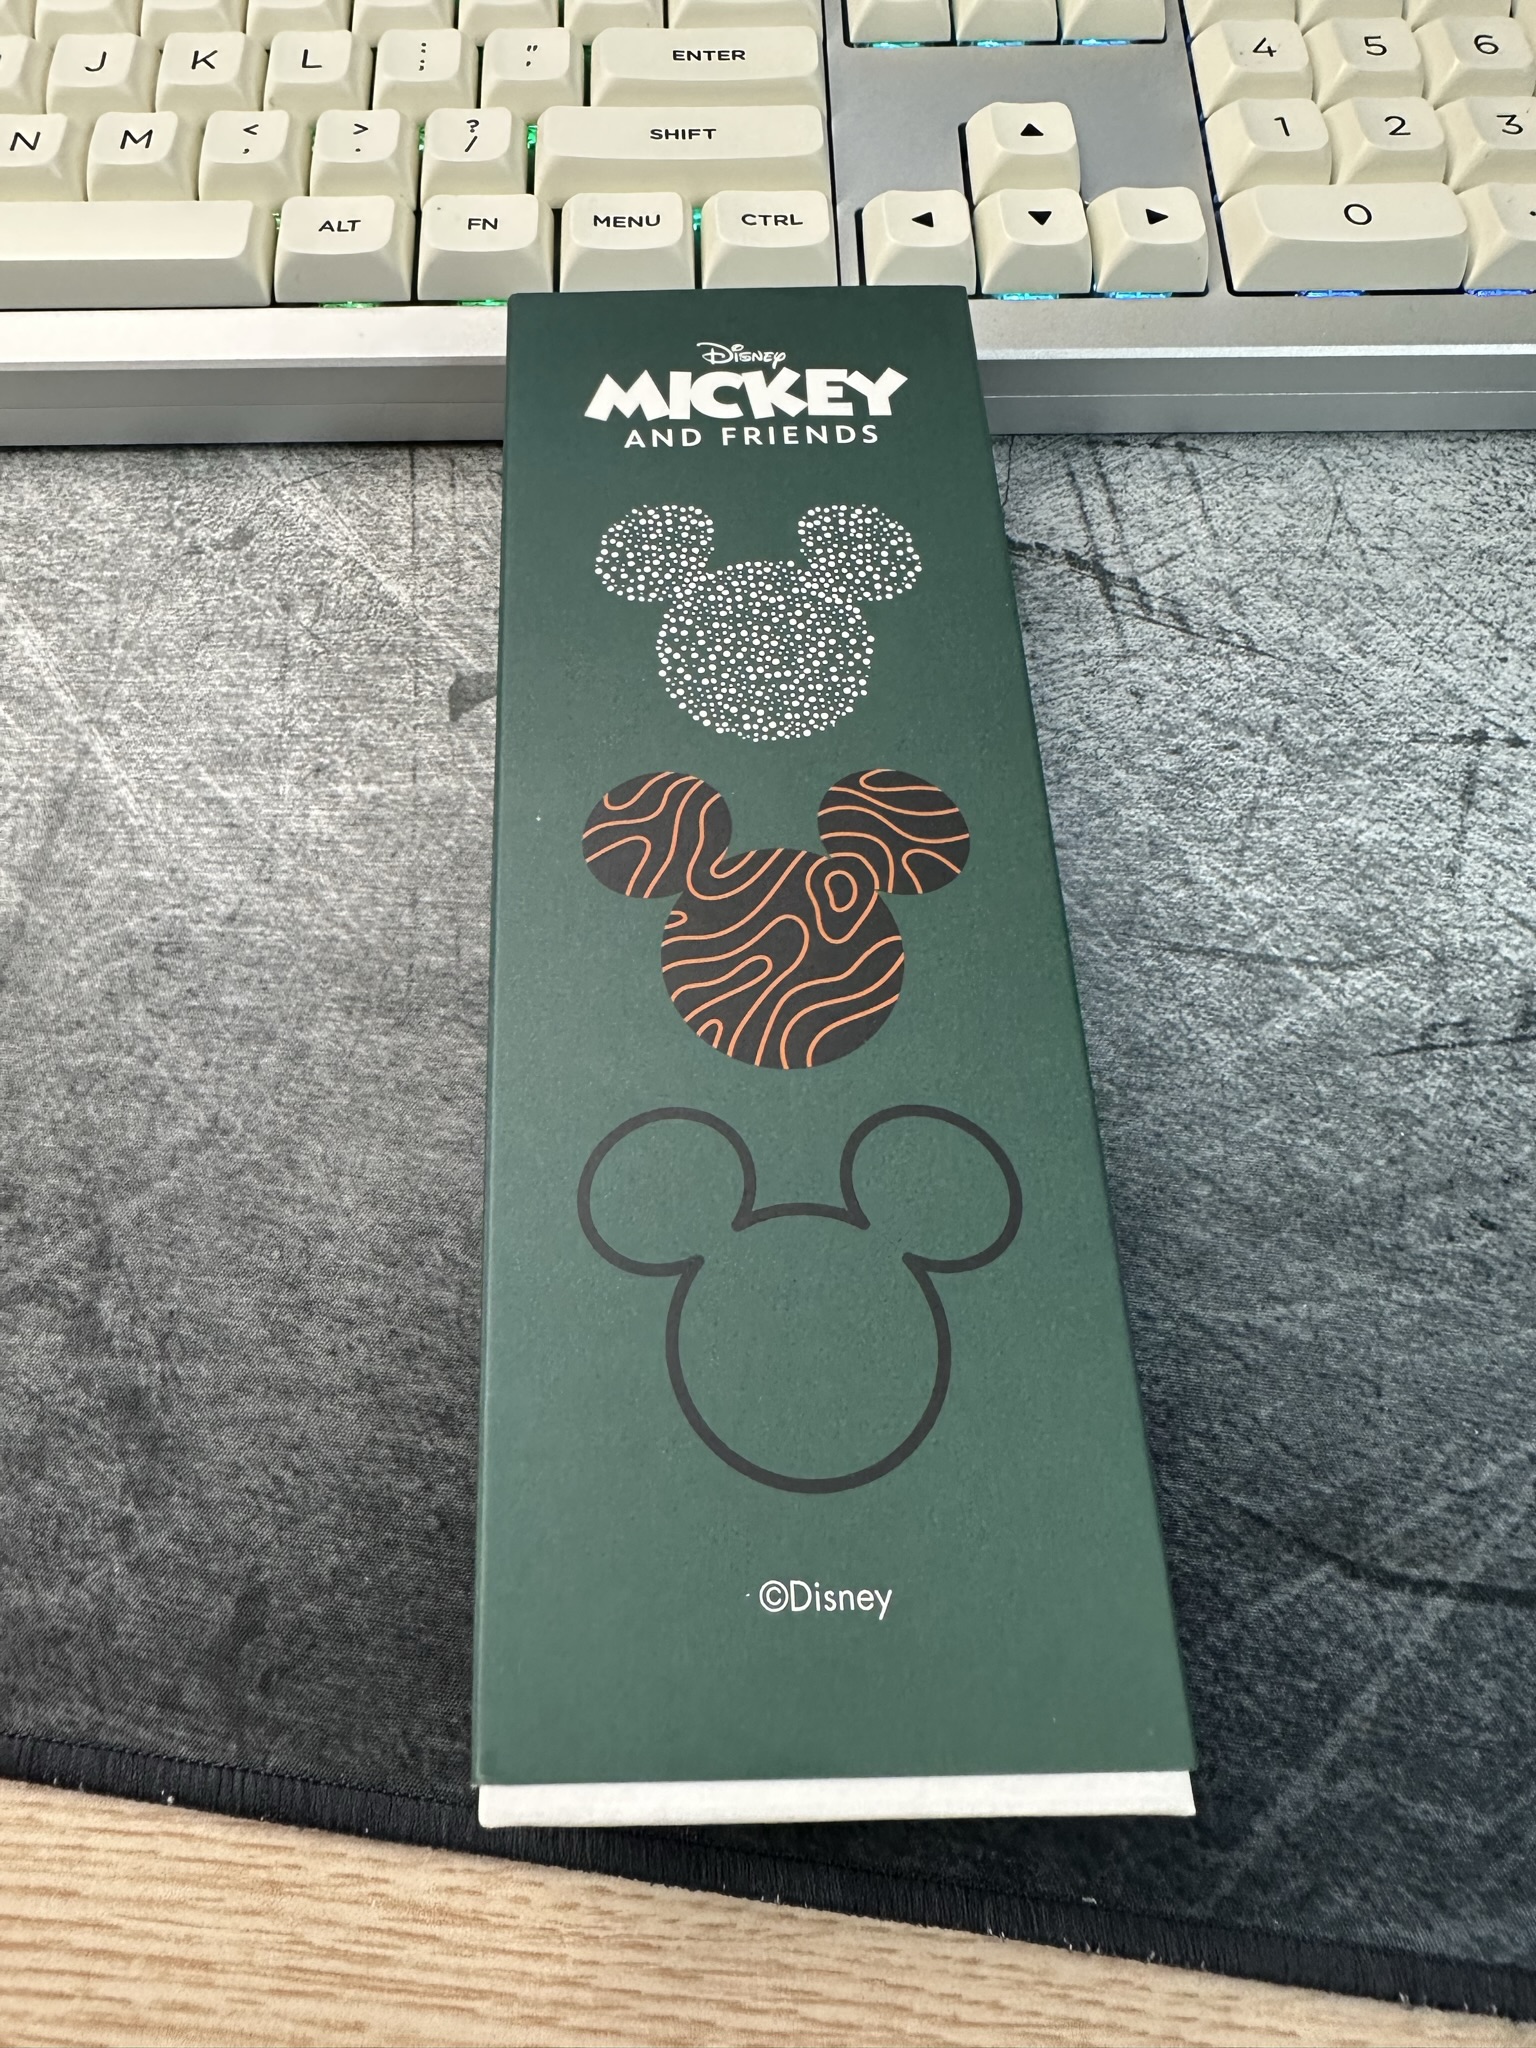 4 5 6
J K L : ; " ' ENTER
1 2 3
N M < , > . ? / SHIFT
0 .
ALT FN MENU CTRL
Disney
MICKEY
AND FRIENDS
©Disney